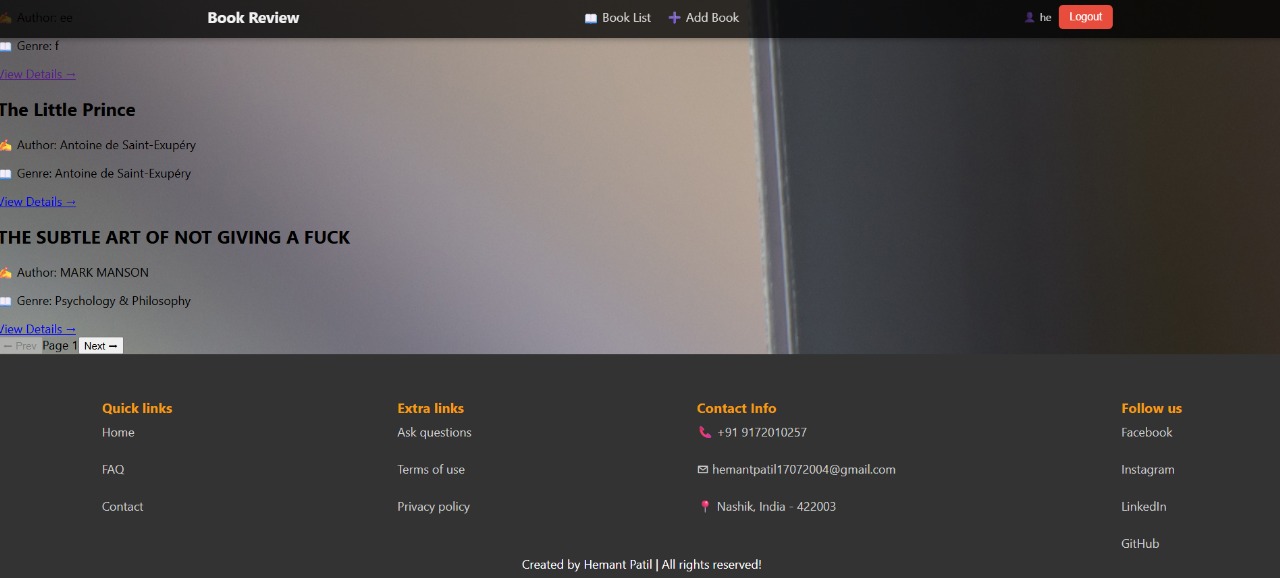 Book Review
📖 Book List ➕ Add Book
👤 he Logout
✍ Author: ee
📖 Genre: f
View Details →
The Little Prince
✍ Author: Antoine de Saint-Exupéry
📖 Genre: Antoine de Saint-Exupéry
View Details →
THE SUBTLE ART OF NOT GIVING A FUCK
✍ Author: MARK MANSON
📖 Genre: Psychology & Philosophy
View Details →
← Prev Page 1 Next →
Quick links
Home
FAQ
Contact
Extra links
Ask questions
Terms of use
Privacy policy
Contact Info
📞 +91 9172010257
✉ hemantpatil17072004@gmail.com
📍 Nashik, India - 422003
Follow us
Facebook
Instagram
LinkedIn
GitHub
Created by Hemant Patil | All rights reserved!